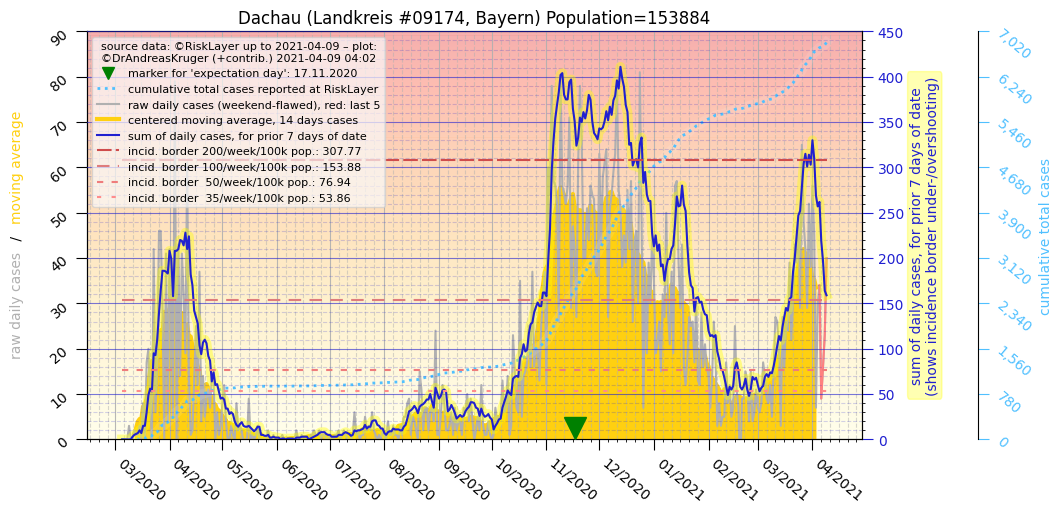 Dachau (Landkreis #09174, Bayern) Population=153884
source data: ©RiskLayer up to 2021-04-09 – plot:
©DrAndreasKruger (+contrib.) 2021-04-09 04:02
marker for 'expectation day': 17.11.2020
cumulative total cases reported at RiskLayer
raw daily cases (weekend-flawed), red: last 5
centered moving average, 14 days cases
sum of daily cases, for prior 7 days of date
incid. border 200/week/100k pop.: 307.77
incid. border 100/week/100k pop.: 153.88
incid. border  50/week/100k pop.: 76.94
incid. border  35/week/100k pop.: 53.86
raw daily cases / moving average
90
80
70
60
50
40
30
20
10
0
03/2020
04/2020
05/2020
06/2020
07/2020
08/2020
09/2020
10/2020
11/2020
12/2020
01/2021
02/2021
03/2021
04/2021
450
400
350
300
250
200
150
100
50
0
sum of daily cases, for prior 7 days of date
(shows incidence border under-/overshooting)
7,020
6,240
5,460
4,680
3,900
3,120
2,340
1,560
780
0
cumulative total cases